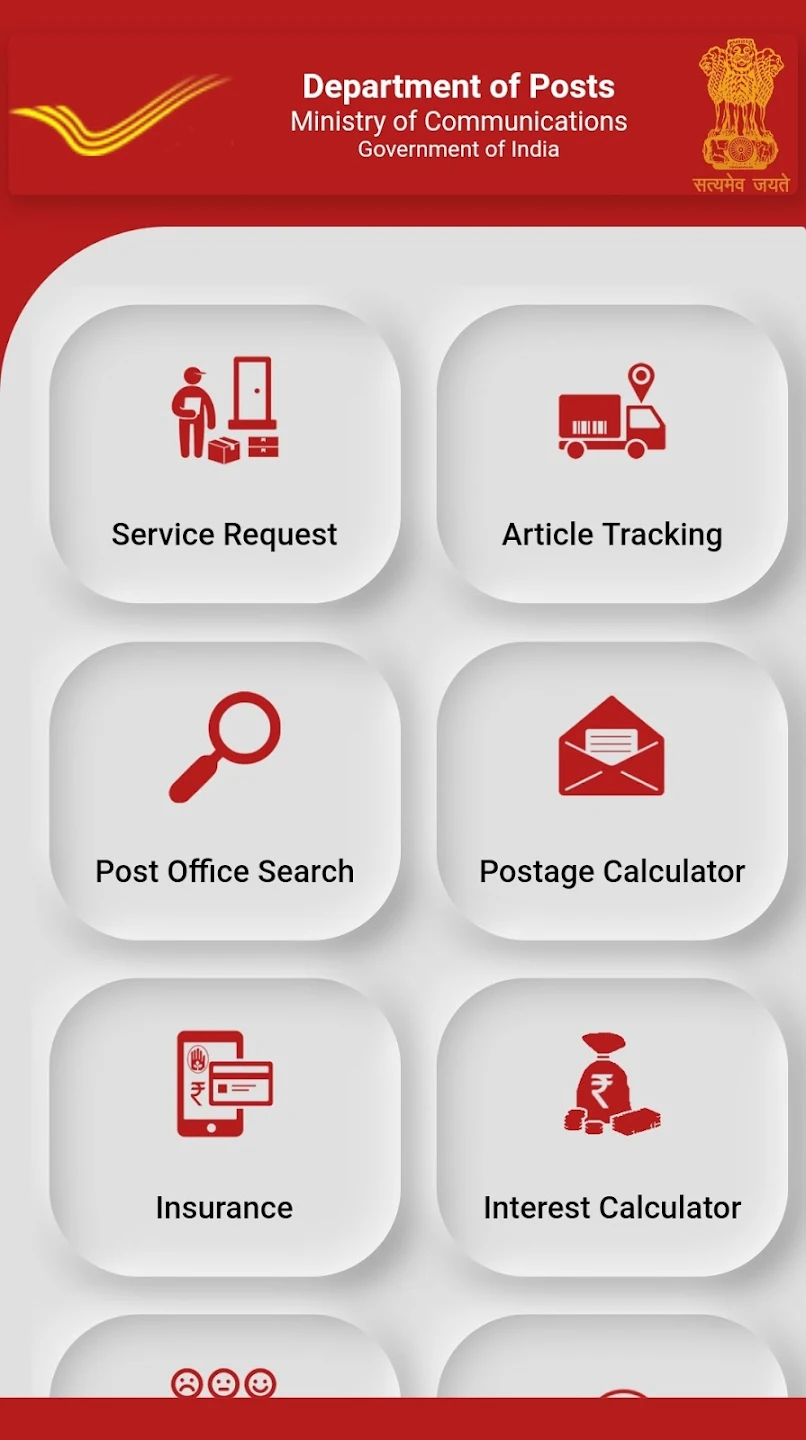 Department of Posts
Ministry of Communications
Government of India
सत्यमेव जयते
Service Request
Article Tracking
Post Office Search
Postage Calculator
₹
₹
Insurance
Interest Calculator